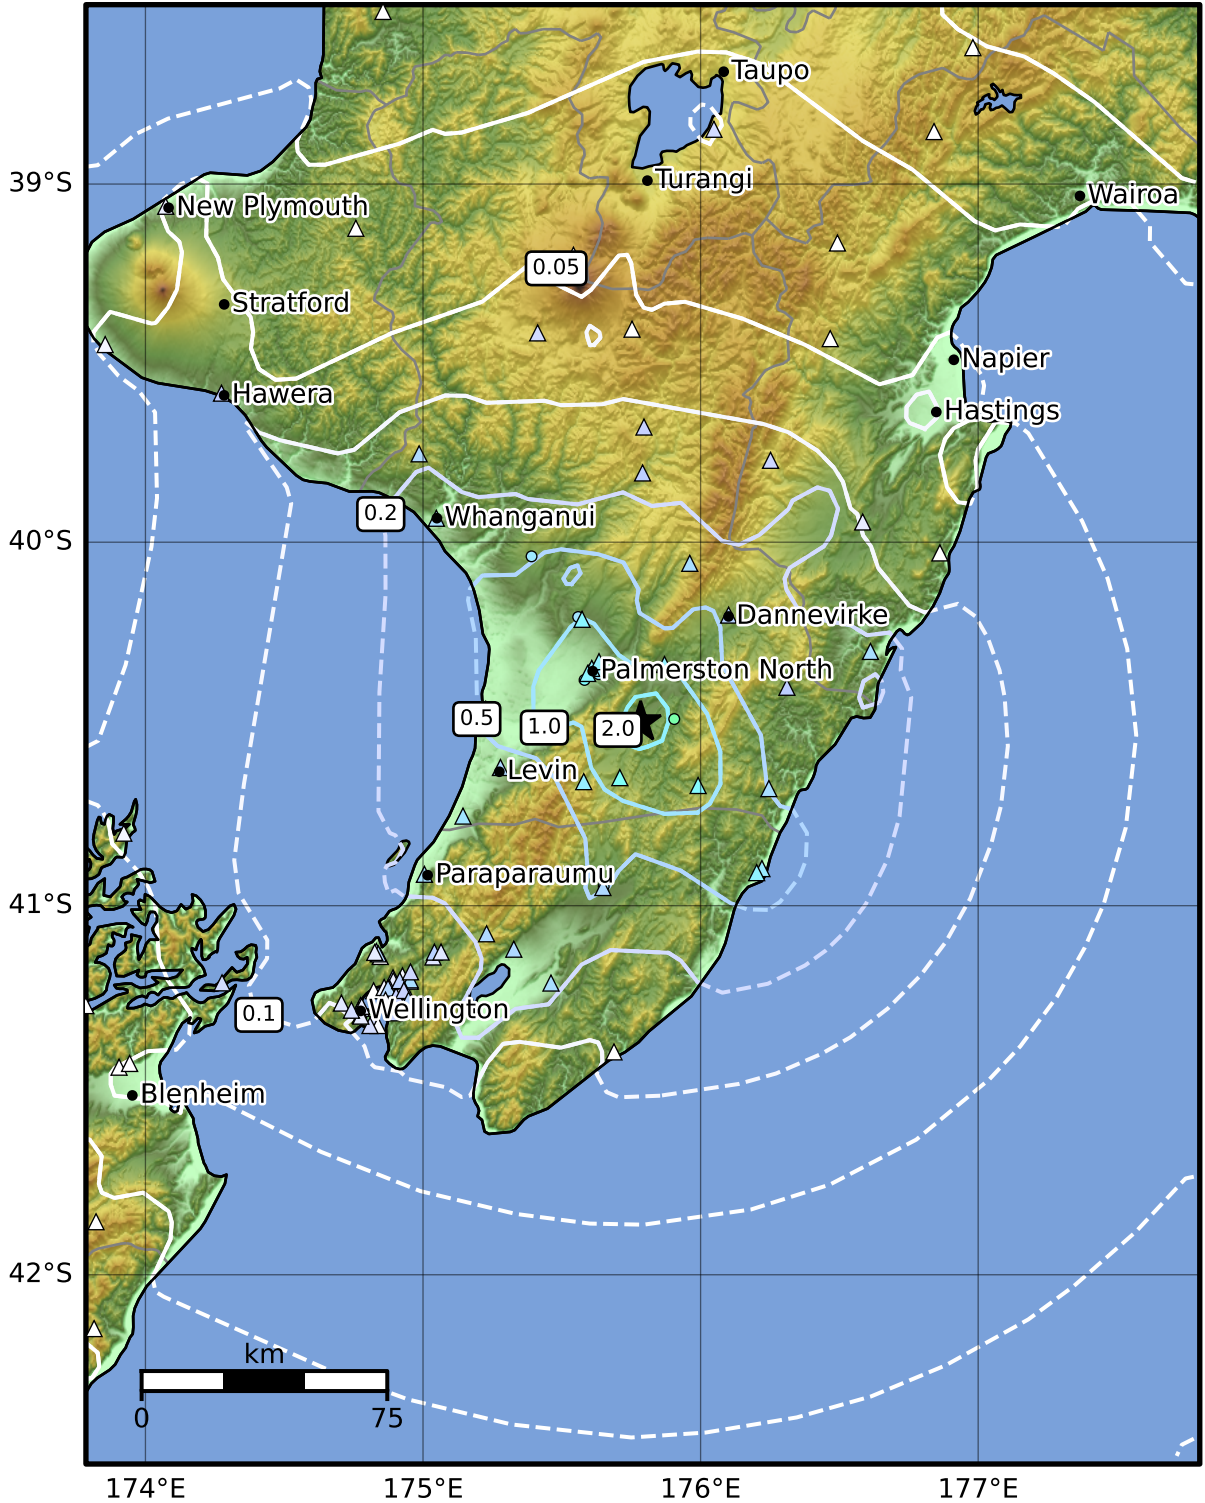 Taupo
39°S
Turangi
Wairoa
New Plymouth
0.05
Stratford
Napier
Hawera
Hastings
0.2
Whanganui
40°S
Dannevirke
Palmerston North
0.5
1.0
2.0
Levin
Paraparaumu
41°S
0.1
Wellington
Blenheim
42°S
km
0
75
174°E
175°E
176°E
177°E